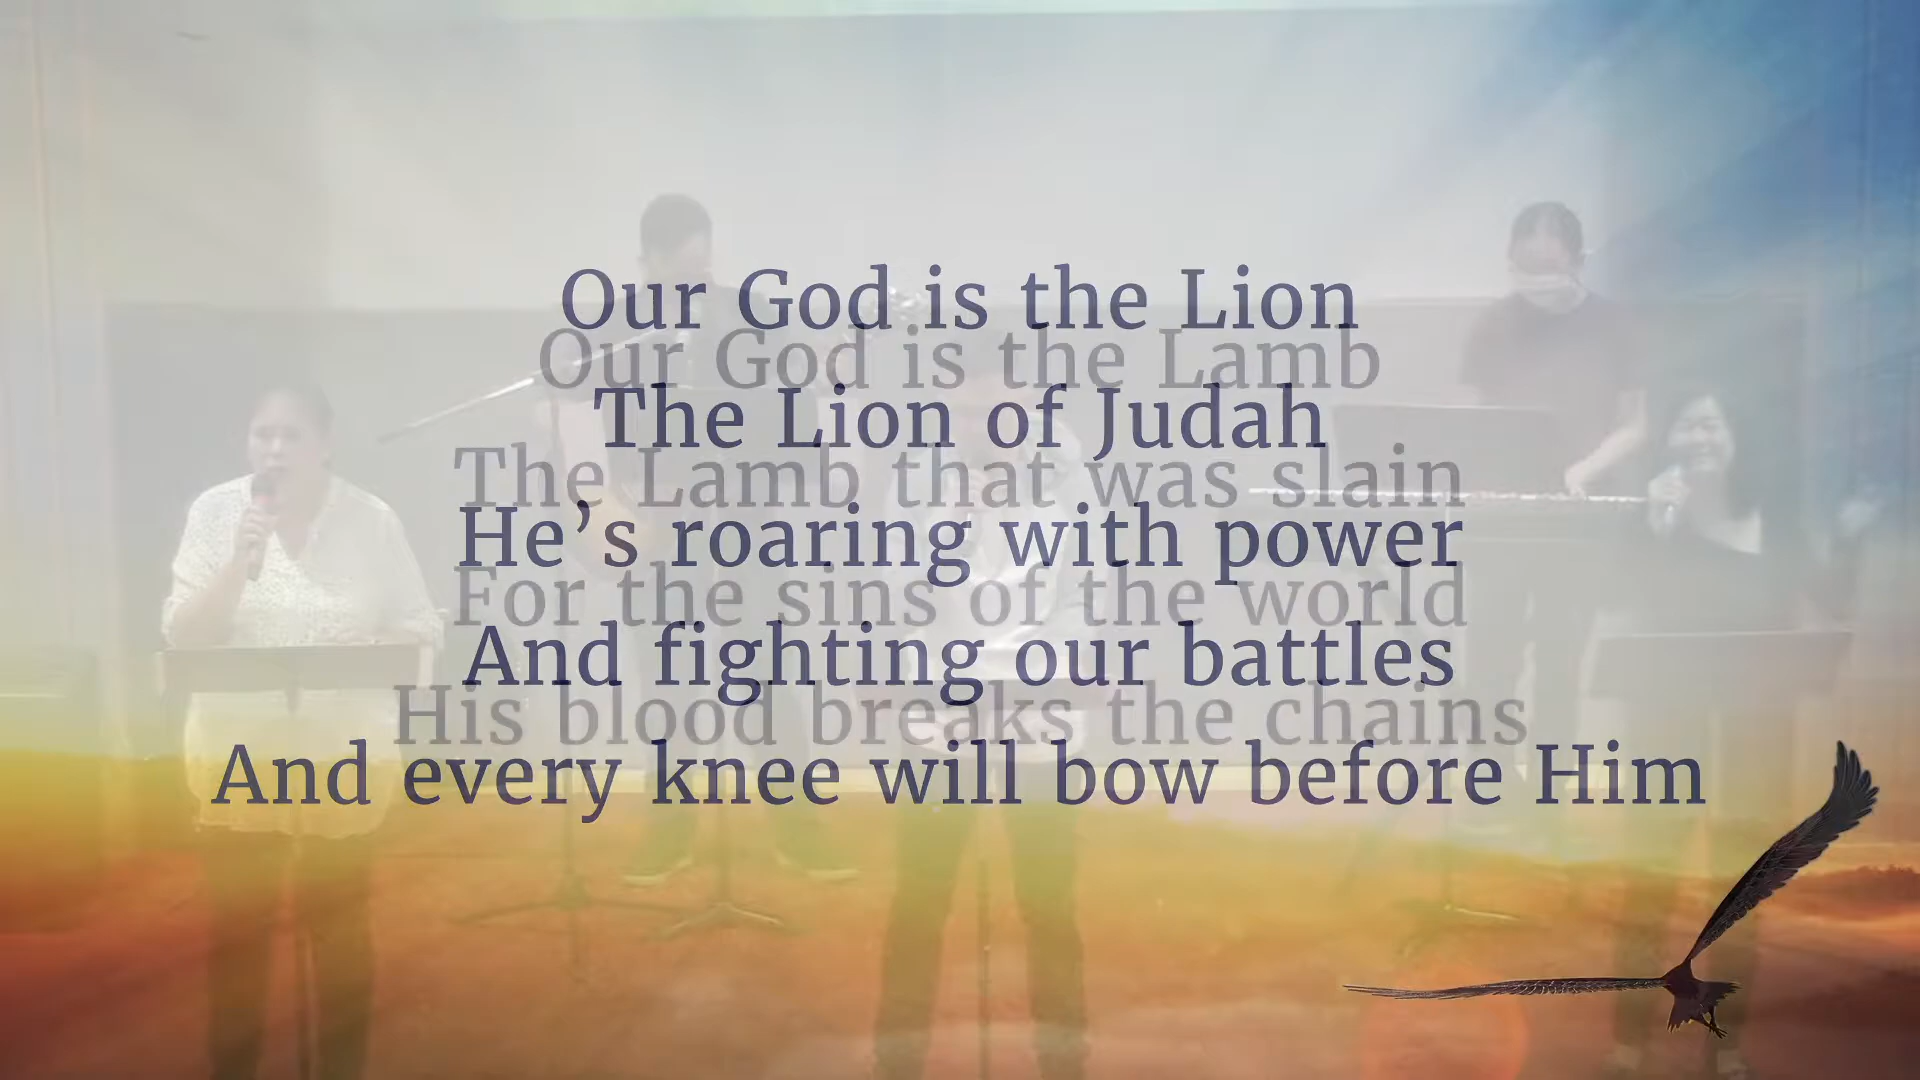 Our God is the Lion
Our God is the Lamb
The Lion of Judah
The Lamb that was slain
He’s roaring with power
For the sins of the world
And fighting our battles
His blood breaks the chains
And every knee will bow before Him